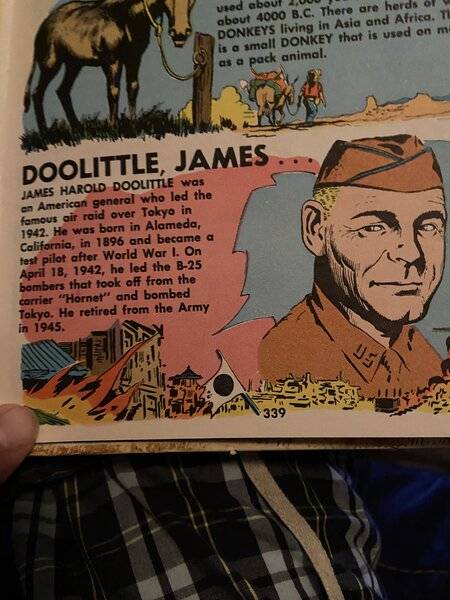 used about 2,000
about 4000 B.C. There are herds of
DONKEYS living in Asia and Africa.
is a small DONKEY that is used on
as a pack animal.
DOOLITTLE, JAMES . . .
JAMES HAROLD DOOLITTLE was
an American general who led the
famous air raid over Tokyo in
1942. He was born in Alameda,
California, in 1896 and became a
test pilot after World War I. On
April 18, 1942, he led the B-25
bombers that took off from the
carrier "Hornet" and bombed
Tokyo. He retired from the Army
in 1945.
339